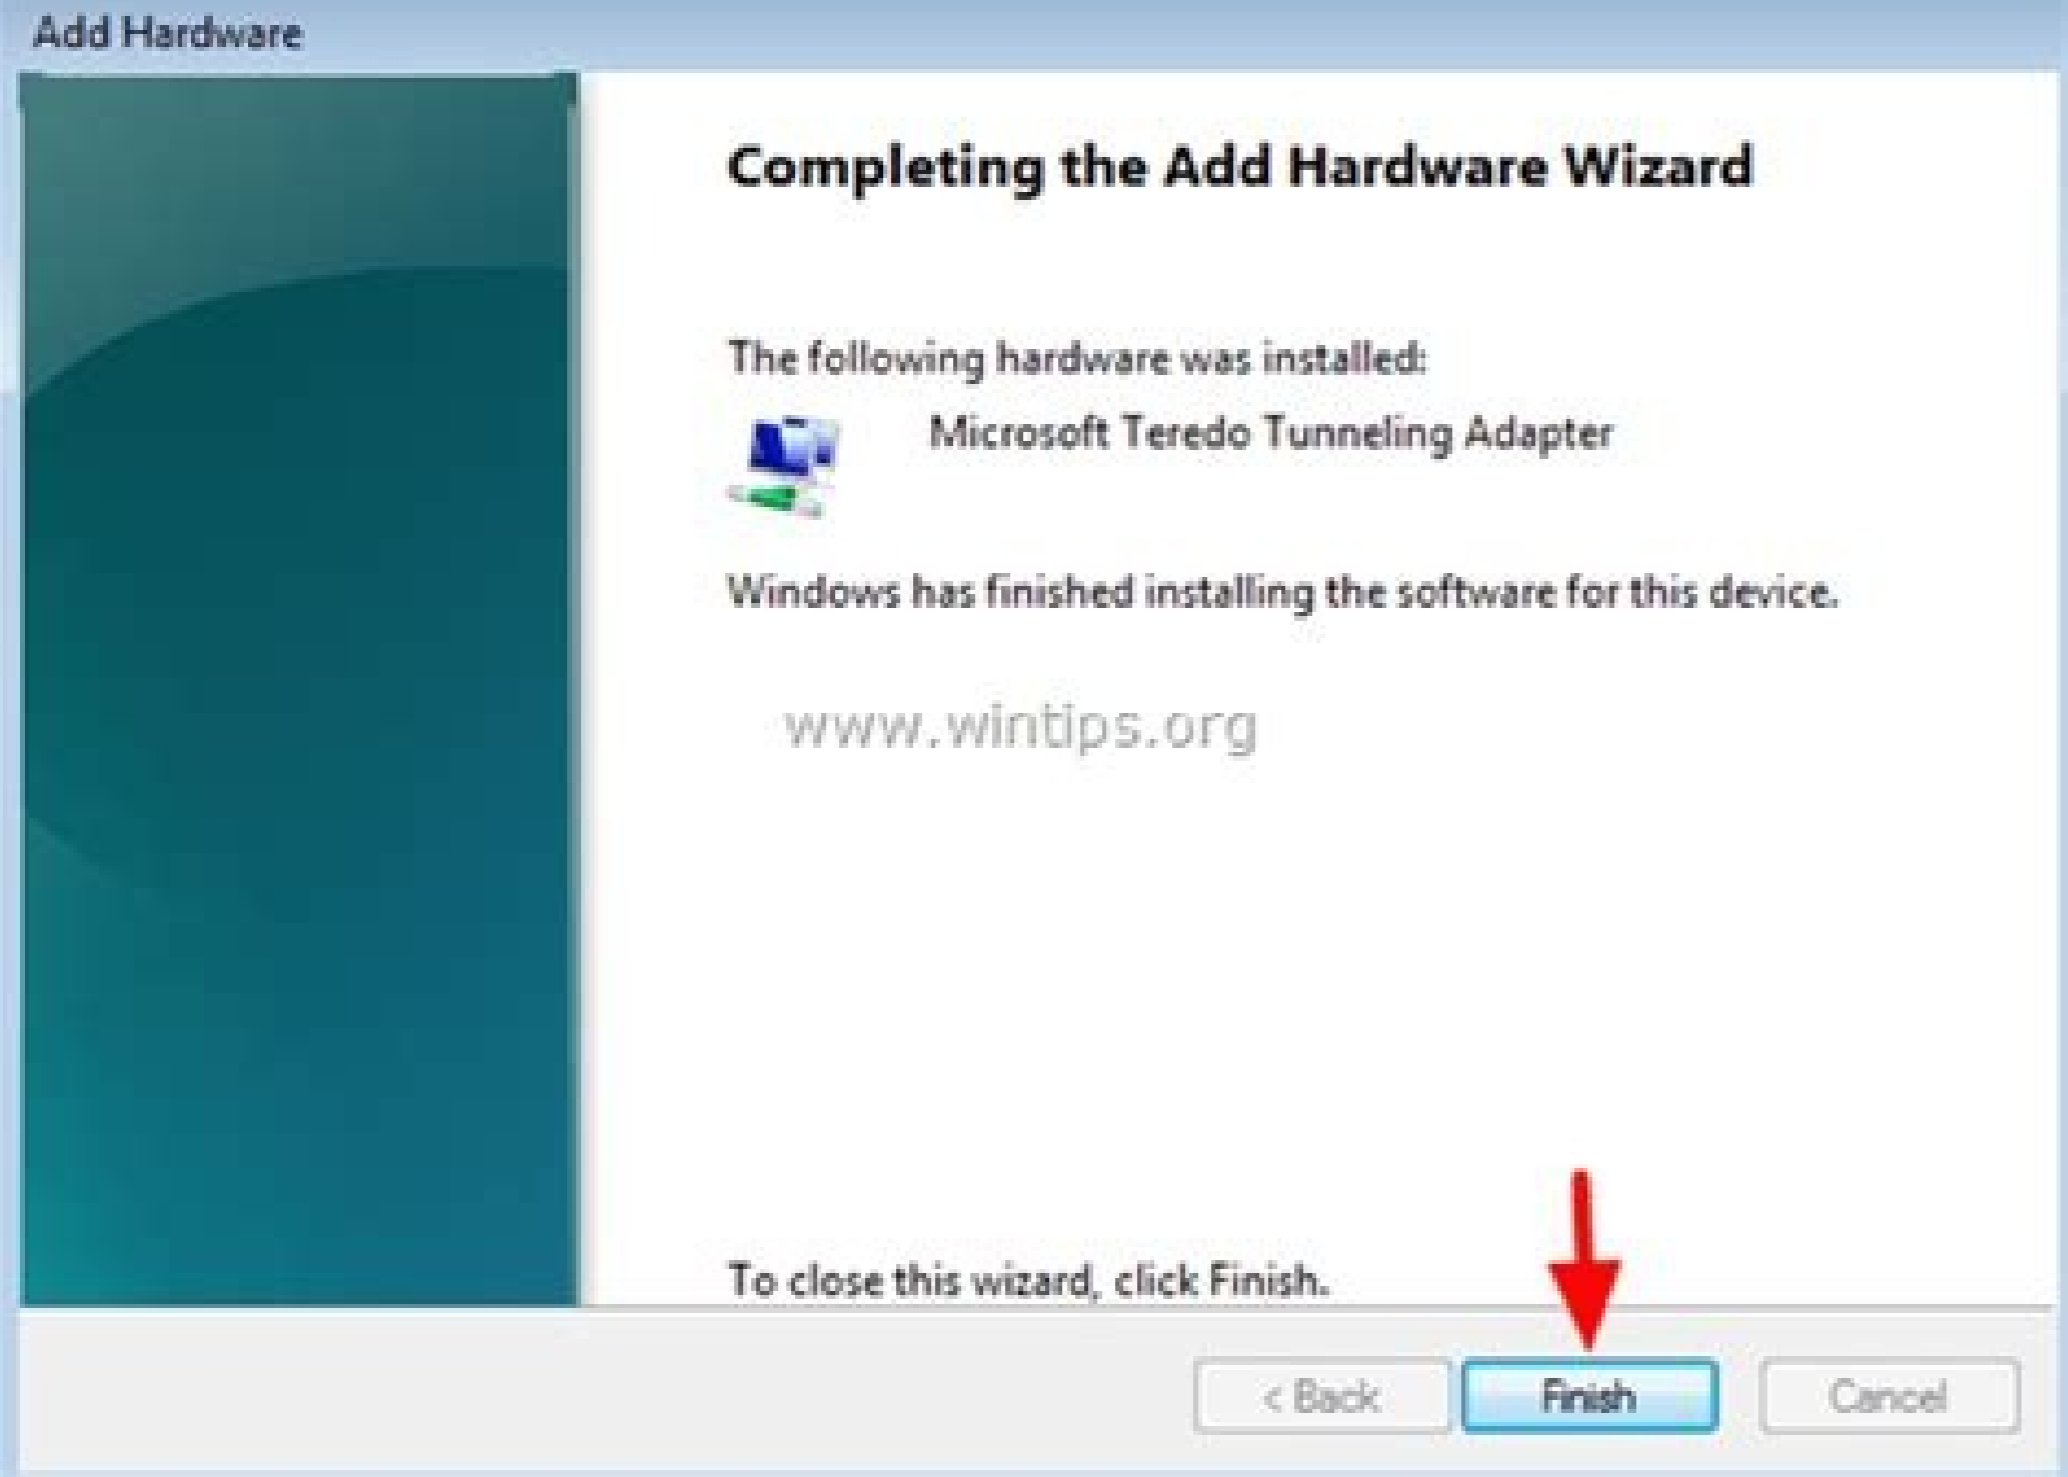 Add Hardware
Completing the Add Hardware Wizard
The following hardware was installed:
Microsoft Teredo Tunneling Adapter
Windows has finished installing the software for this device.
www.wintips.org
To close this wizard, click Finish.
< Back
Finish
Cancel